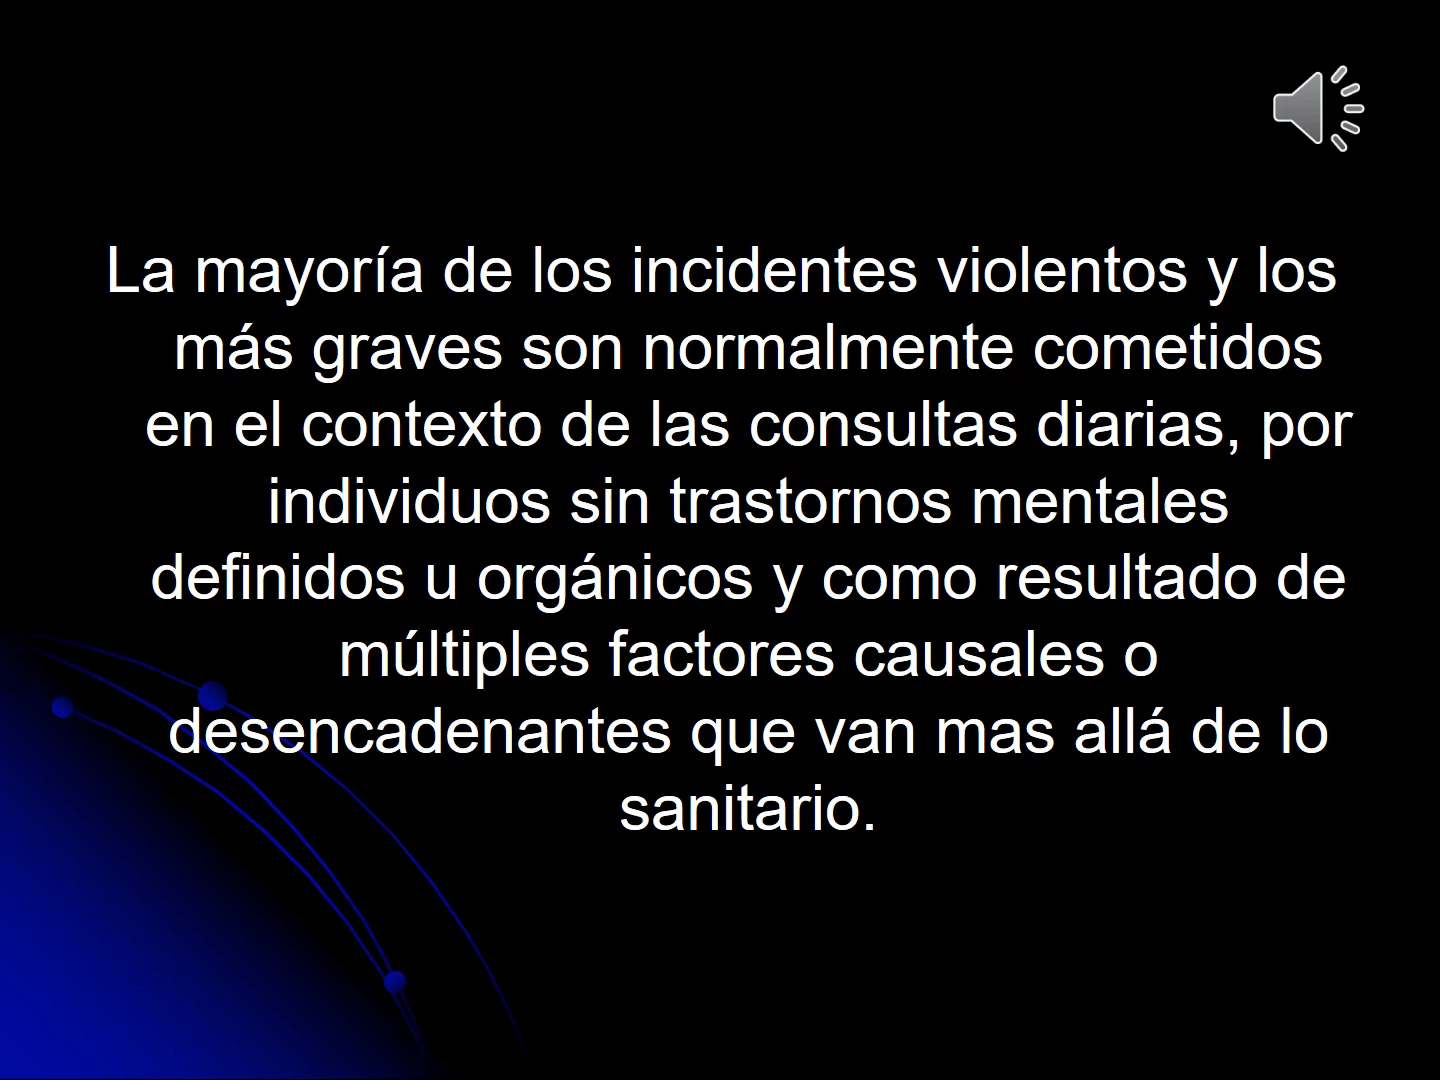 La mayoría de los incidentes violentos y los
más graves son normalmente cometidos
en el contexto de las consultas diarias, por
individuos sin trastornos mentales
definidos u orgánicos y como resultado de
múltiples factores causales o
desencadenantes que van mas allá de lo
sanitario.